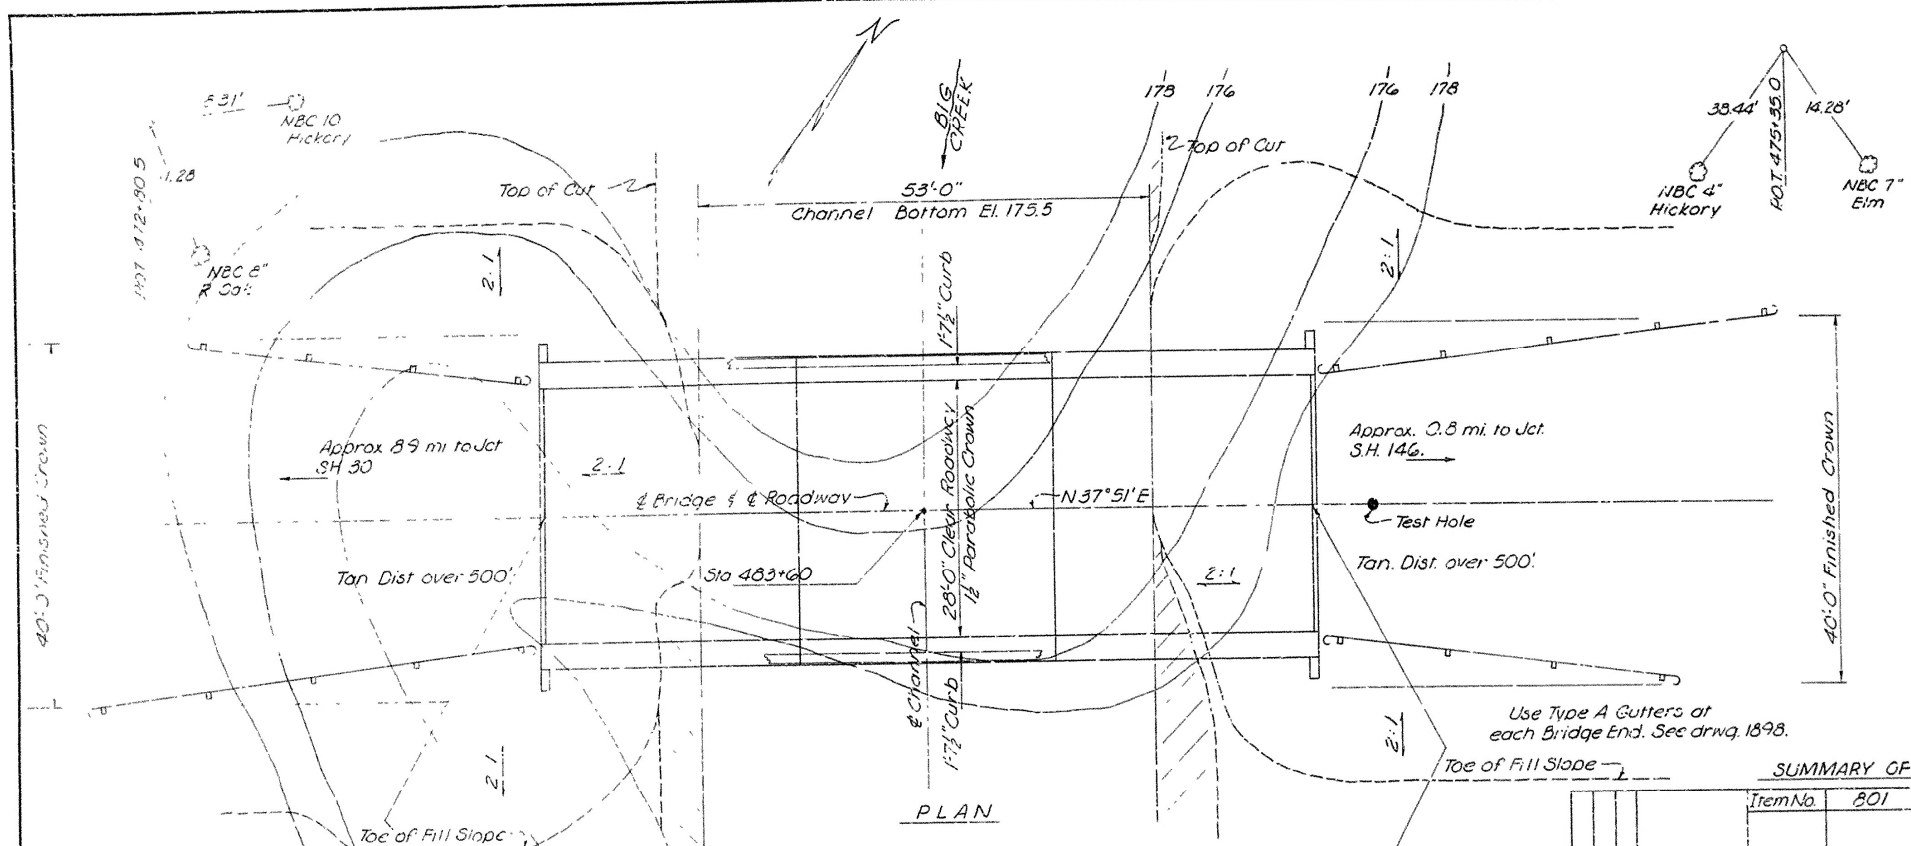 N
BIG
CREEK
178
176
176
178
NBC 10
Hickory
1.28
Top of Cut
53'-0"
Channel Bottom El. 175.5
Top of Cut
38.44'
14.28'
P.O.T. 475+35.0
NBC 4"
Hickory
NBC 7"
Elm
NBC 8"
2:1
1'-7½" Curb
2:1
40'-0" Finished Crown
Approx 8.9 mi to Jct
SH 30
2:1
₵ Bridge & ₵ Roadway
N 37°51' E
28'-0" Clear Roadway
1½" Parabolic Crown
Approx. 0.8 mi. to Jct.
S.H. 146.
Test Hole
40'-0" Finished Crown
Tan Dist over 500'.
Sta 483+60
2:1
Tan. Dist. over 500'.
₵ Channel
1'-7½" Curb
2:1
2:1
Use Type A Gutters at
each Bridge End. See drwg. 1898.
Toe of Fill Slope
Toe of Fill Slope
PLAN
SUMMARY OF
Item No. 801